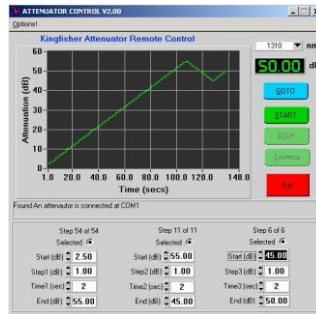 ATTENUATOR CONTROL V2.00
Options!
Kingfisher Attenuator Remote Control
1310 nm
50.00 dB
60
50
40
30
20
10
0
Attenuation (dB)
1.0 20.0 40.0 60.0 80.0 100.0 120.0 140.0
Time (secs)
GOTO
START
STOP
Exit
Found An attenuator is connected at COM1
Step 54 of 54 Step 11 of 11 Step 6 of 6
Selected Selected Selected
Start (dB) 2.50 Start (dB) 55.00 Start (dB) 45.00
Step1 (dB) 1.00 Step2 (dB) 1.00 Step3 (dB) 1.00
Time1 (sec) 2 Time2 (sec) 2 Time3 (sec) 2
End (dB) 55.00 End (dB) 45.00 End (dB) 50.00